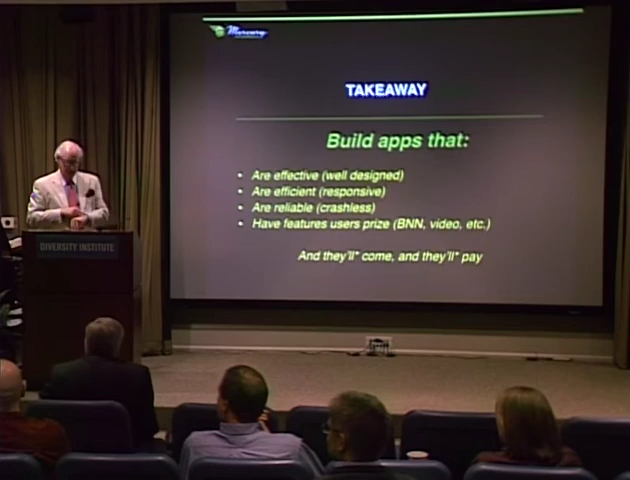 Mercury
TAKEAWAY
Build apps that:
• Are effective (well designed)
• Are efficient (responsive)
• Are reliable (crashless)
• Have features users prize (BNN, video, etc.)
And they'll* come, and they'll* pay
DIVERSITY INSTITUTE